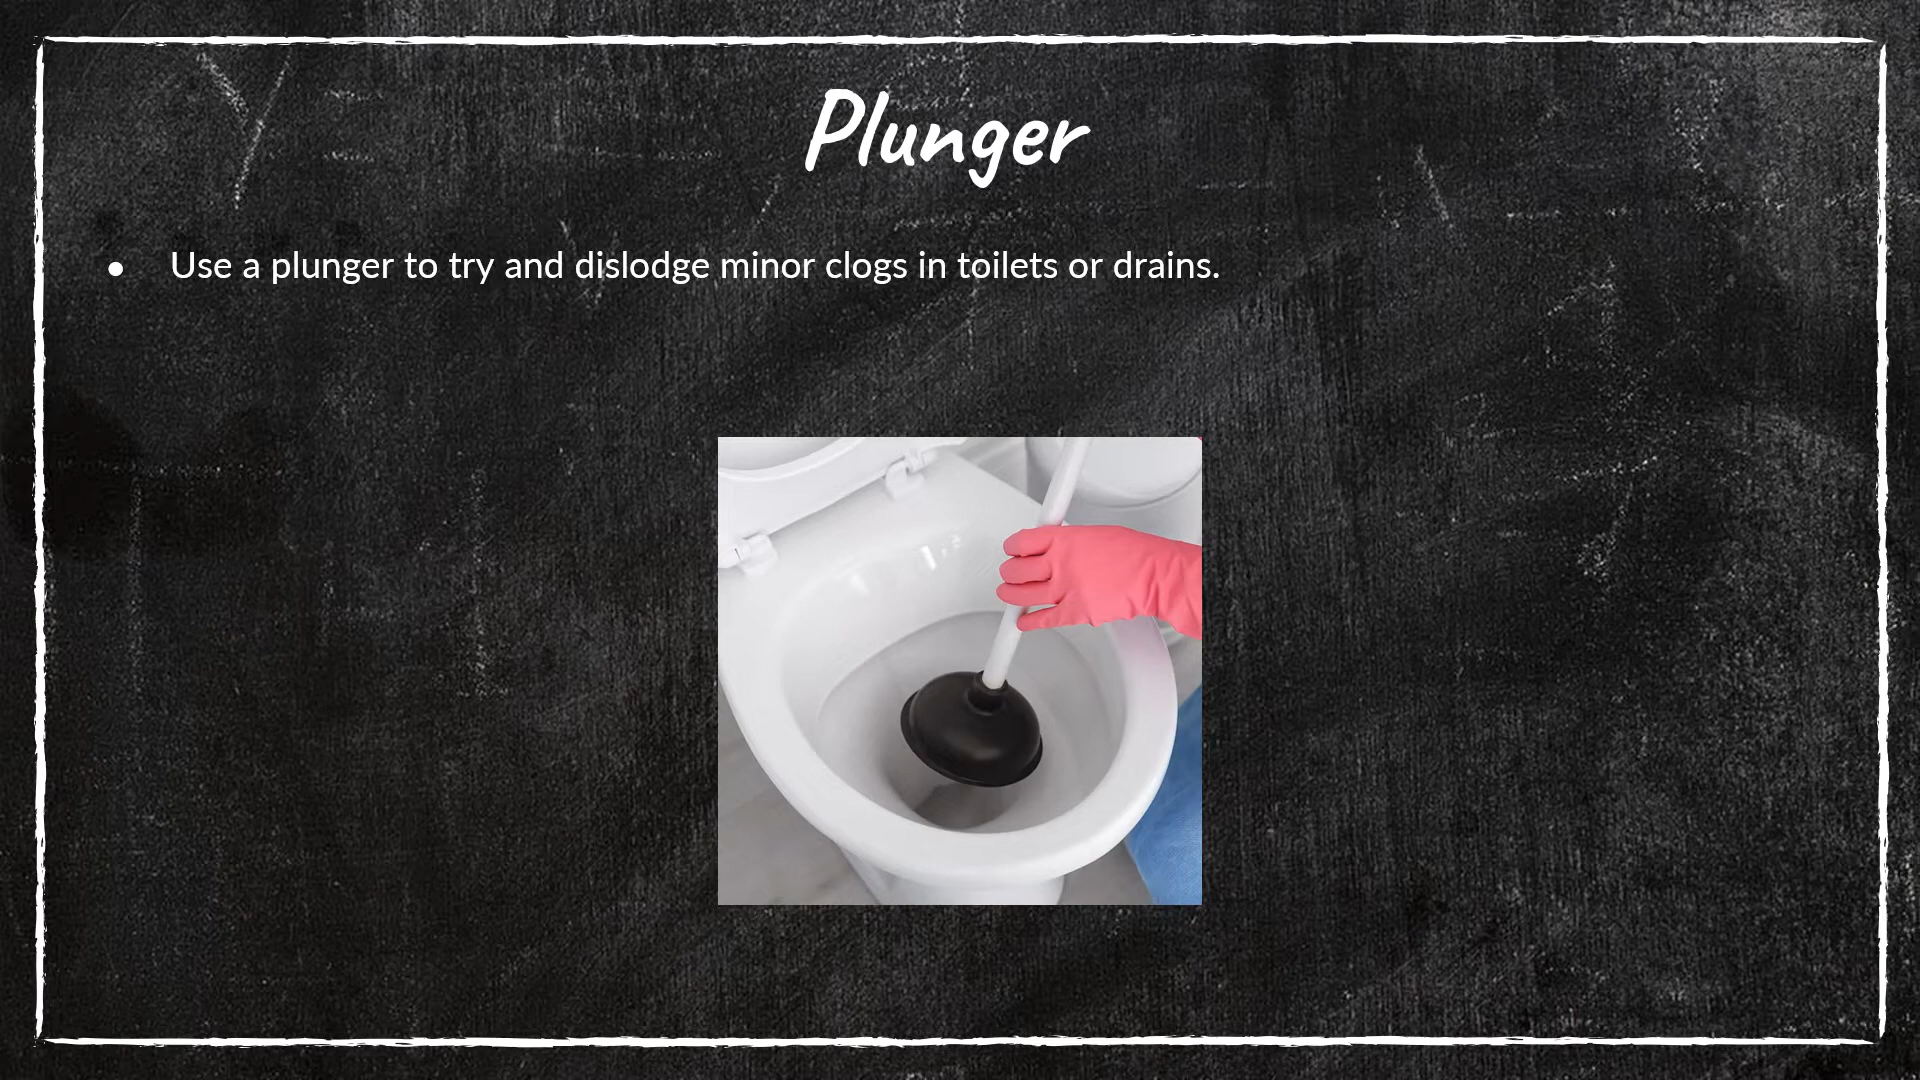 Plunger
● Use a plunger to try and dislodge minor clogs in toilets or drains.